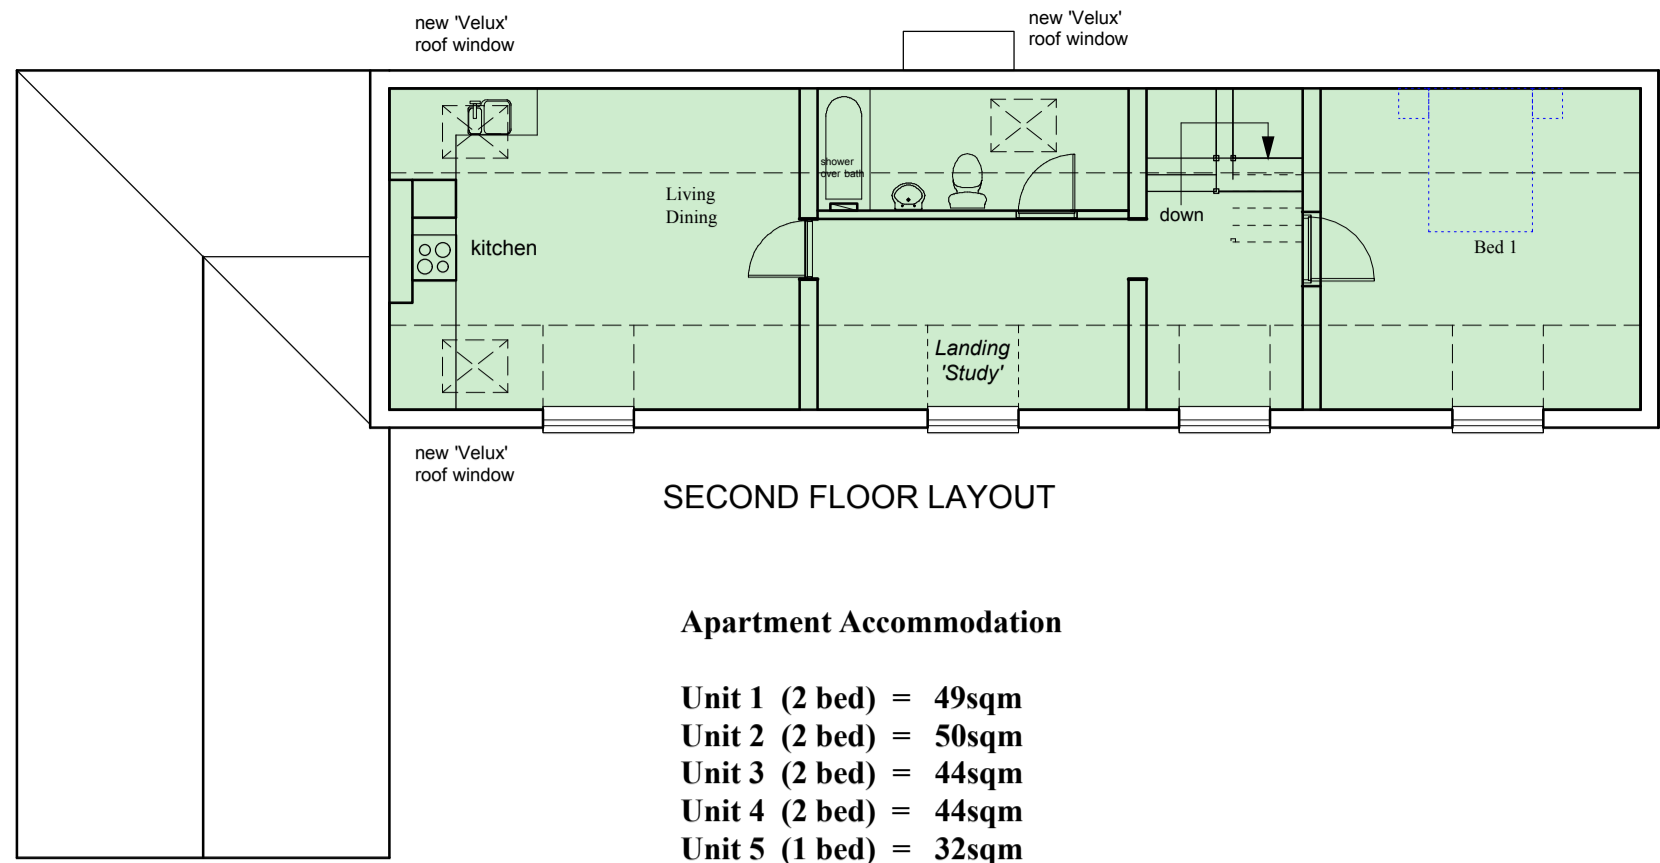 new 'Velux'
roof window
new 'Velux'
roof window
shower
over bath
Living
Dining
down
kitchen
Bed 1
Landing
'Study'
new 'Velux'
roof window
SECOND FLOOR LAYOUT
Apartment Accommodation
Unit 1 (2 bed) = 49sqm
Unit 2 (2 bed) = 50sqm
Unit 3 (2 bed) = 44sqm
Unit 4 (2 bed) = 44sqm
Unit 5 (1 bed) = 32sqm